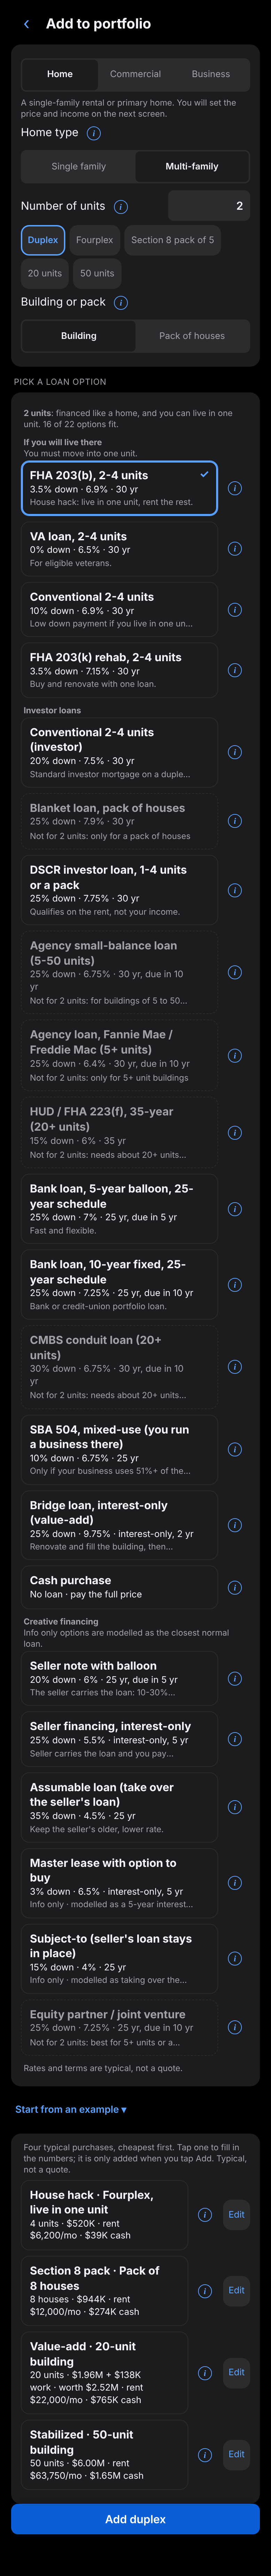 Add to portfolio
Home
Commercial
Business
A single-family rental or primary home. You will set the
price and income on the next screen.
Home type
Single family
Multi-family
Number of units
2
Duplex
Fourplex
Section 8 pack of 5
20 units
50 units
Building or pack
Building
Pack of houses
PICK A LOAN OPTION
2 units: financed like a home, and you can live in one
unit. 16 of 22 options fit.
If you will live there
You must move into one unit.
FHA 203(b), 2-4 units
3.5% down · 6.9% · 30 yr
House hack: live in one unit, rent the rest.
VA loan, 2-4 units
0% down · 6.5% · 30 yr
For eligible veterans.
Conventional 2-4 units
10% down · 6.9% · 30 yr
Low down payment if you live in one un...
FHA 203(k) rehab, 2-4 units
3.5% down · 7.15% · 30 yr
Buy and renovate with one loan.
Investor loans
Conventional 2-4 units
(investor)
20% down · 7.5% · 30 yr
Standard investor mortgage on a duple...
Blanket loan, pack of houses
25% down · 7.9% · 30 yr
Not for 2 units: only for a pack of houses
DSCR investor loan, 1-4 units
or a pack
25% down · 7.75% · 30 yr
Qualifies on the rent, not your income.
Agency small-balance loan
(5-50 units)
25% down · 6.75% · 30 yr, due in 10
yr
Not for 2 units: for buildings of 5 to 50...
Agency loan, Fannie Mae /
Freddie Mac (5+ units)
25% down · 6.4% · 30 yr, due in 10 yr
Not for 2 units: only for 5+ unit buildings
HUD / FHA 223(f), 35-year
(20+ units)
15% down · 6% · 35 yr
Not for 2 units: needs about 20+ units...
Bank loan, 5-year balloon, 25-
year schedule
25% down · 7% · 25 yr, due in 5 yr
Fast and flexible.
Bank loan, 10-year fixed, 25-
year schedule
25% down · 7.25% · 25 yr, due in 10 yr
Bank or credit-union portfolio loan.
CMBS conduit loan (20+
units)
30% down · 6.75% · 30 yr, due in 10
yr
Not for 2 units: needs about 20+ units...
SBA 504, mixed-use (you run
a business there)
10% down · 6.75% · 25 yr
Only if your business uses 51%+ of the...
Bridge loan, interest-only
(value-add)
25% down · 9.75% · interest-only, 2 yr
Renovate and fill the building, then...
Cash purchase
No loan · pay the full price
Creative financing
Info only options are modelled as the closest normal
loan.
Seller note with balloon
20% down · 6% · 25 yr, due in 5 yr
The seller carries the loan: 10-30%...
Seller financing, interest-only
25% down · 5.5% · interest-only, 5 yr
Seller carries the loan and you pay...
Assumable loan (take over
the seller's loan)
35% down · 4.5% · 25 yr
Keep the seller's older, lower rate.
Master lease with option to
buy
3% down · 6.5% · interest-only, 5 yr
Info only · modelled as a 5-year interest...
Subject-to (seller's loan stays
in place)
15% down · 4% · 25 yr
Info only · modelled as taking over the...
Equity partner / joint venture
25% down · 7.25% · 25 yr, due in 10 yr
Not for 2 units: best for 5+ units or a...
Rates and terms are typical, not a quote.
Start from an example ▾
Four typical purchases, cheapest first. Tap one to fill in
the numbers; it is only added when you tap Add. Typical,
not a quote.
House hack · Fourplex,
live in one unit
4 units · $520K · rent
$6,200/mo · $39K cash
Edit
Section 8 pack · Pack of
8 houses
8 houses · $944K · rent
$12,000/mo · $274K cash
Edit
Value-add · 20-unit
building
20 units · $1.96M + $138K
work · worth $2.52M · rent
$22,000/mo · $765K cash
Edit
Stabilized · 50-unit
building
50 units · $6.00M · rent
$63,750/mo · $1.65M cash
Edit
Add duplex